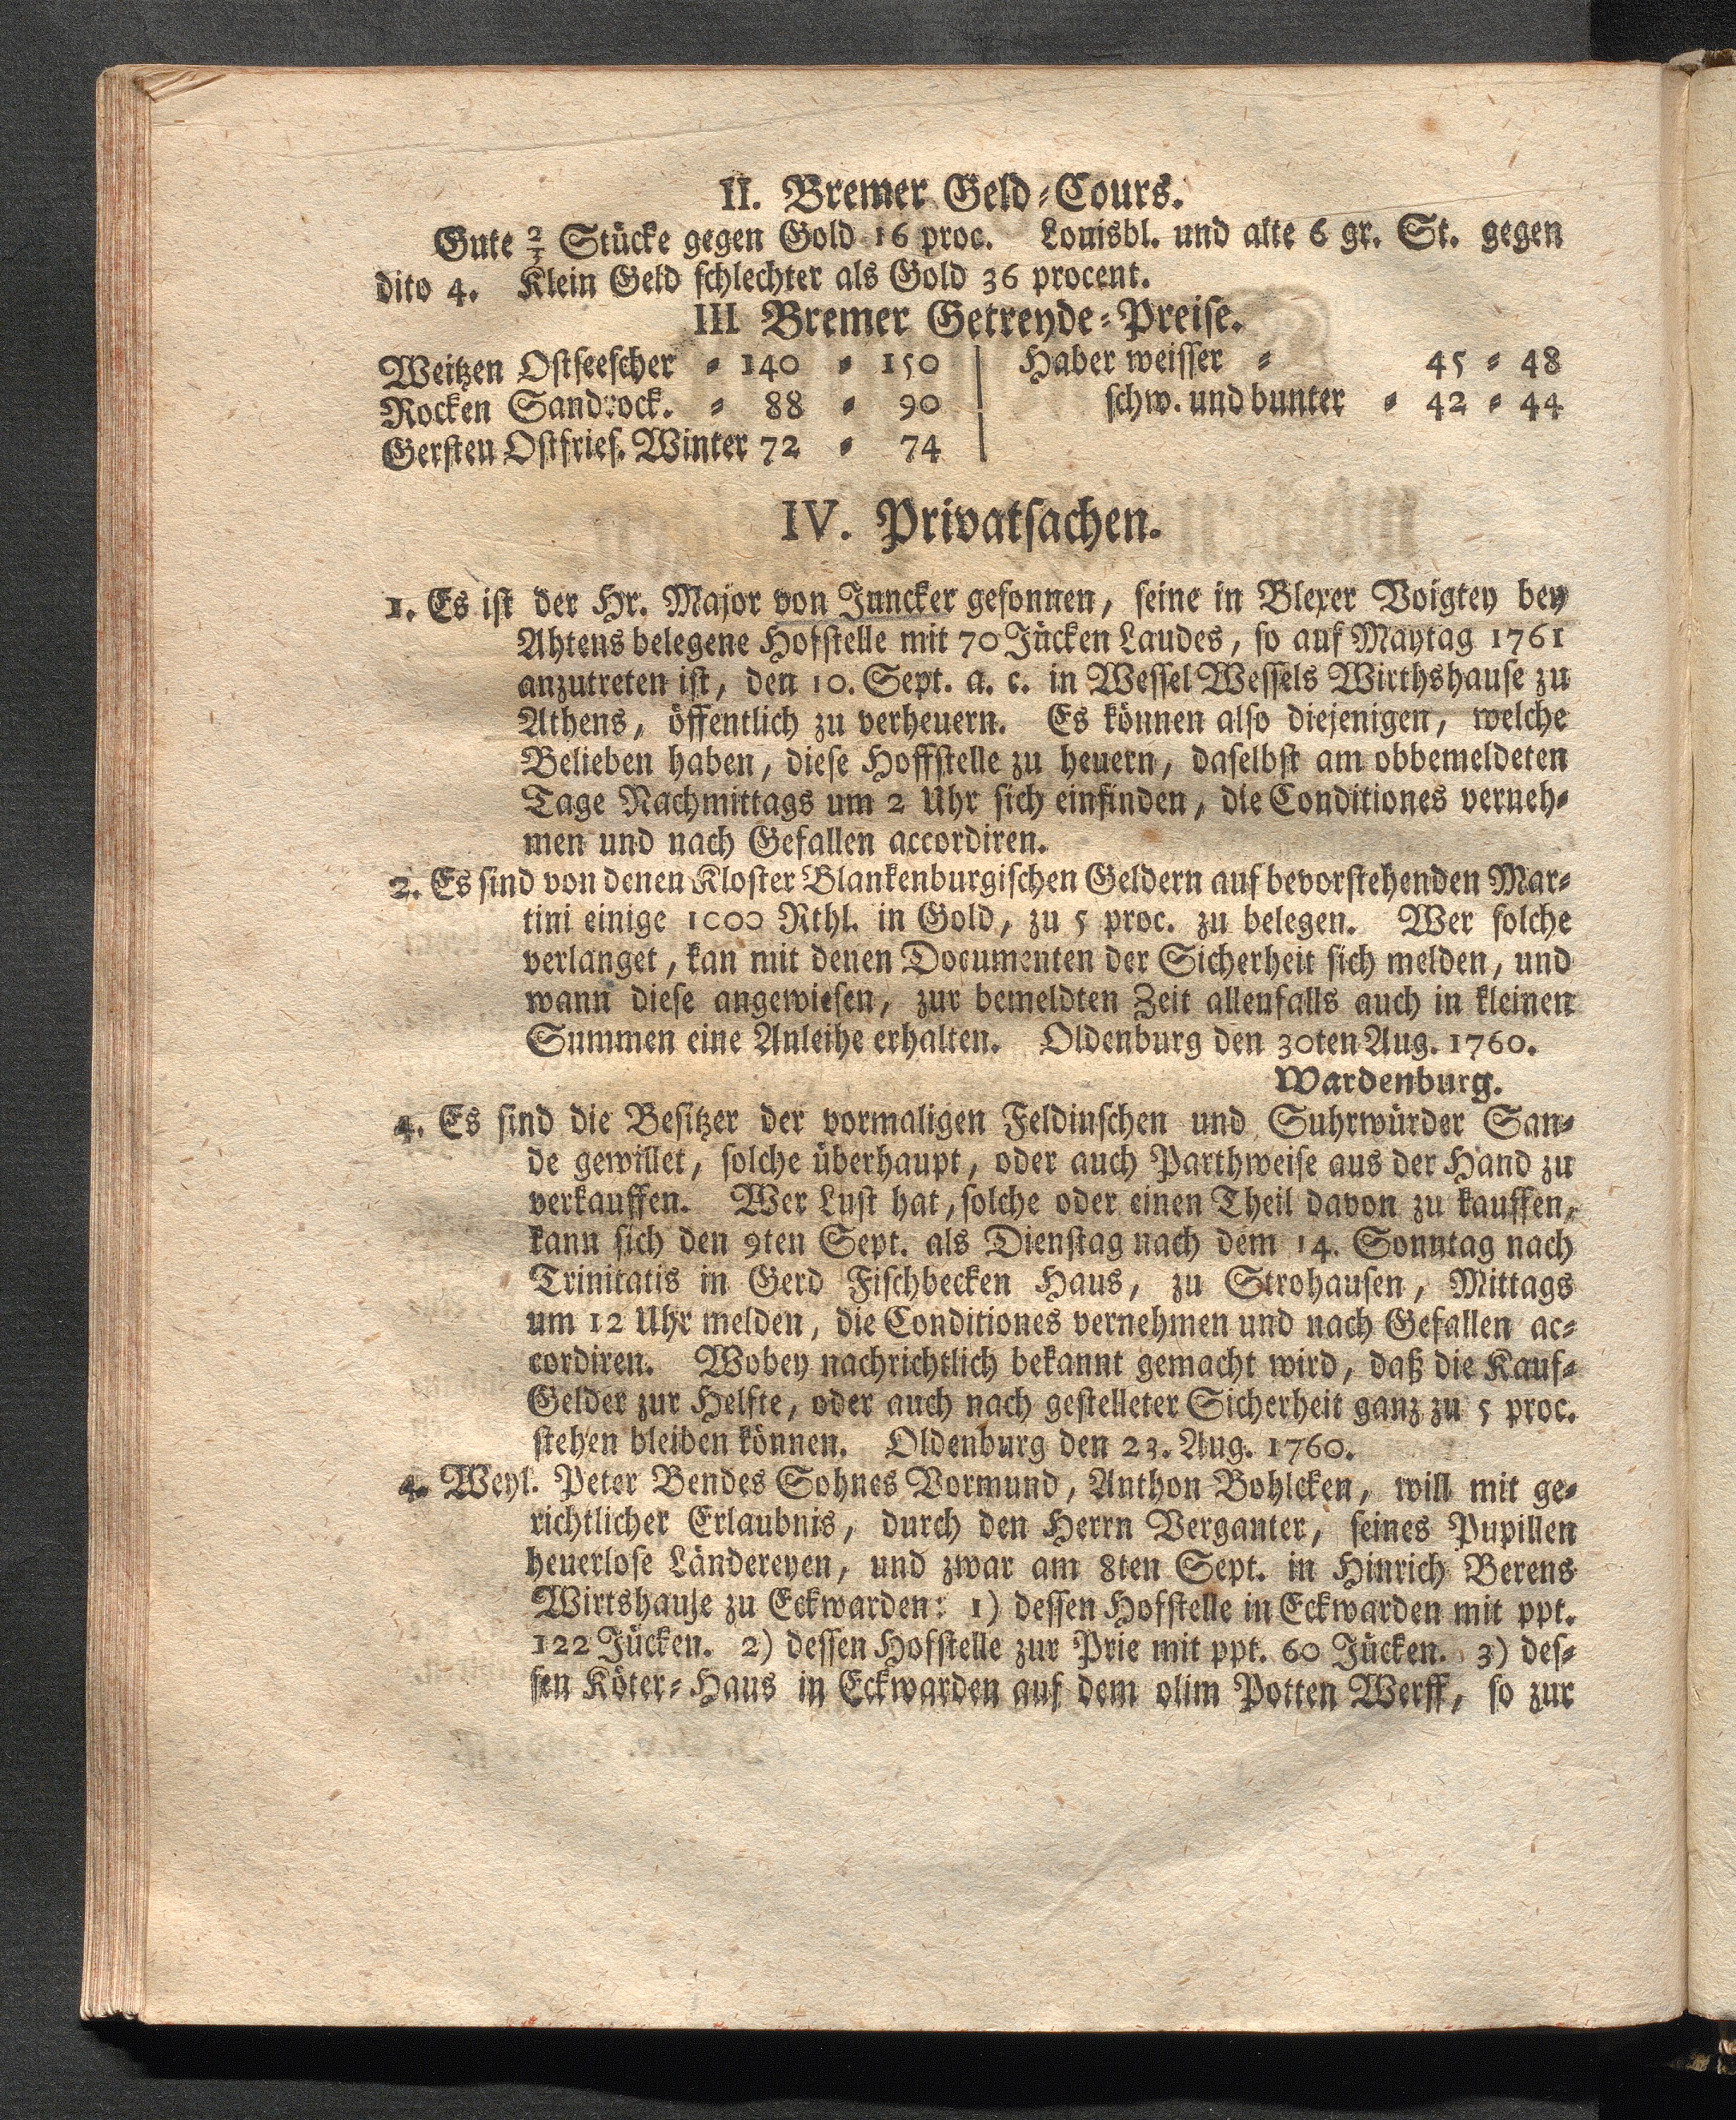 II. Bremer Geld-Cours.
Gute 2/3 Stücke gegen Gold 16 proc. Louisbl. und alte 6 gr. St. gegen
dito 4. Klein Geld schlechter als Gold 36 procent.
III Bremer Getreyde-Preise.
Weitzen Ostseescher - 140 - 150 | Haber weisser - 45 - 48
Rocken Sandrock. - 88 - 90 | schw. und bunter - 42 - 44
Gersten Ostfries. Winter 72 - 74 |
IV. Privatsachen.
1. Es ist der Hr. Major von Juncker gesonnen, seine in Blexer Voigtey bey
Ahtens belegene Hofstelle mit 70 Jücken Laudes, so auf Maytag 1761
anzutreten ist, den 10. Sept. a. c. in Wessel Wessels Wirthshause zu
Athens, öffentlich zu verheuern. Es können also diejenigen, welche
Belieben haben, diese Hoffstelle zu heuern, daselbst am obbemeldeten
Tage Nachmittags um 2 Uhr sich einfinden, die Conditiones verneh-
men und nach Gefallen accordiren.
2. Es sind von denen Kloster Blankenburgischen Geldern auf bevorstehenden Mar-
tini einige 1000 Rthl. in Gold, zu 5 proc. zu belegen. Wer solche
verlanget, kan mit denen Documenten der Sicherheit sich melden, und
wann diese angewiesen, zur bemeldten Zeit allenfalls auch in kleinen
Summen eine Anleihe erhalten. Oldenburg den 30ten Aug. 1760.
Wardenburg.
4. Es sind die Besitzer der vormaligen Feldinschen und Suhrwürder San-
de gewillet, solche überhaupt, oder auch Parthweise aus der Hand zu
verkauffen. Wer Lust hat, solche oder einen Theil davon zu kauffen,
kann sich den 9ten Sept. als Dienstag nach dem 14. Sonntag nach
Trinitatis in Gerd Fischbecken Haus, zu Strohausen, Mittags
um 12 Uhr melden, die Conditiones vernehmen und nach Gefallen ac-
cordiren. Wobey nachrichtlich bekannt gemacht wird, daß die Kauf-
Gelder zur Helfte, oder auch nach gestelleter Sicherheit ganz zu 5 proc.
stehen bleiben können. Oldenburg den 23. Aug. 1760.
4. Weyl. Peter Bendes Sohnes Vormund, Anthon Bohlcken, will mit ge-
richtlicher Erlaubnis, durch den Herrn Verganter, seines Pupillen
heuerlose Ländereyen, und zwar am 8ten Sept. in Hinrich Berens
Wirtshause zu Eckwarden: 1) dessen Hofstelle in Eckwarden mit ppt.
122 Jücken. 2) dessen Hofstelle zur Prie mit ppt. 60 Jücken. 3) des-
sen Köter-Haus in Eckwarden auf dem olim Potten Werff, so zur